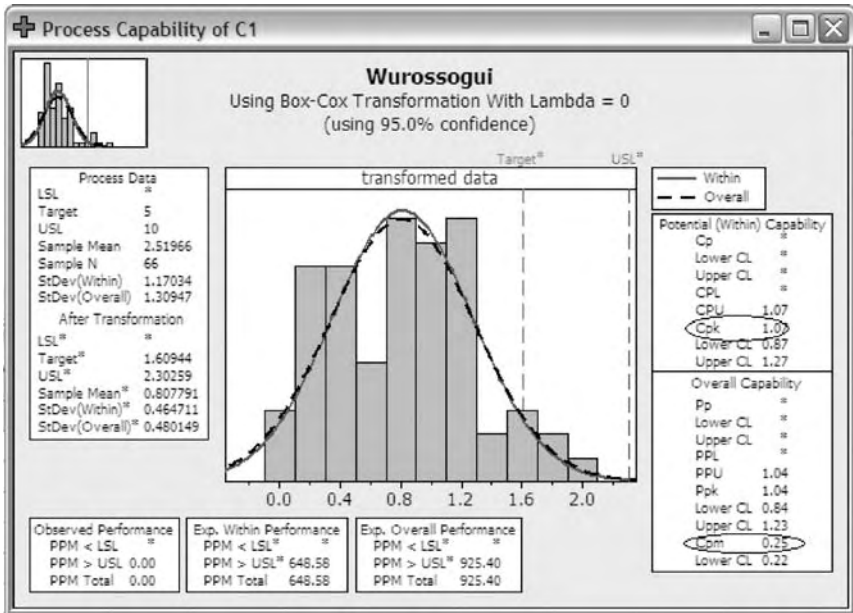 Process Capability of C1
Wurossogui
Using Box-Cox Transformation With Lambda = 0
(using 95.0% confidence)
Target* USL*
transformed data
Process Data
LSL *
Target 5
USL 10
Sample Mean 2.51966
Sample N 66
StDev(Within) 1.17034
StDev(Overall) 1.30947
After Transformation
LSL* *
Target* 1.60944
USL* 2.30259
Sample Mean* 0.807791
StDev(Within)* 0.464711
StDev(Overall)* 0.480149
0.0 0.4 0.8 1.2 1.6 2.0
Within
Overall
Potential (Within) Capability
Cp *
Lower CL *
Upper CL *
CPL *
CPU 1.07
Cpk 1.07
Lower CL 0.87
Upper CL 1.27
Overall Capability
Pp *
Lower CL *
Upper CL *
PPL *
PPU 1.04
Ppk 1.04
Lower CL 0.84
Upper CL 1.23
Cpm 0.25
Lower CL 0.22
Observed Performance
PPM < LSL *
PPM > USL 0.00
PPM Total 0.00
Exp. Within Performance
PPM < LSL* *
PPM > USL* 648.58
PPM Total 648.58
Exp. Overall Performance
PPM < LSL* *
PPM > USL* 925.40
PPM Total 925.40